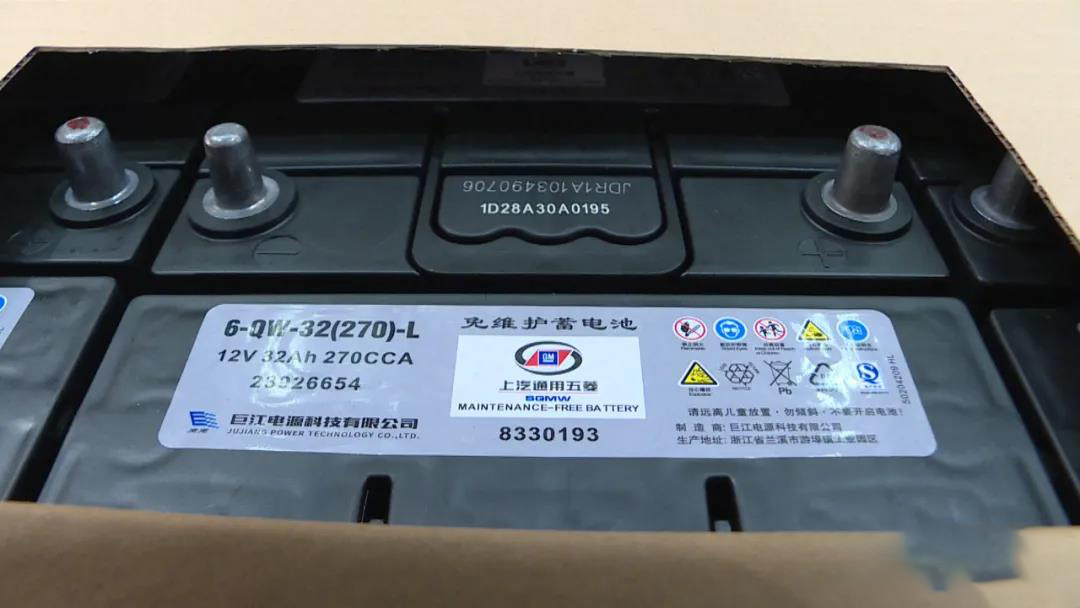 JDR1A103490706
1D28A30A0195
6-QW-32(270)-L
12V 32Ah 270CCA
23926654
巨江电源科技有限公司
JUJIANG POWER TECHNOLOGY CO.,LTD.
免维护蓄电池
GM
上汽通用五菱
SGMW
MAINTENANCE-FREE BATTERY
8330193
Pb
QS
50204209 HL
请远离儿童放置·勿倾斜·不要开启电池!
制造商:巨江电源科技有限公司
生产地址:浙江省兰溪市游埠镇工业园区